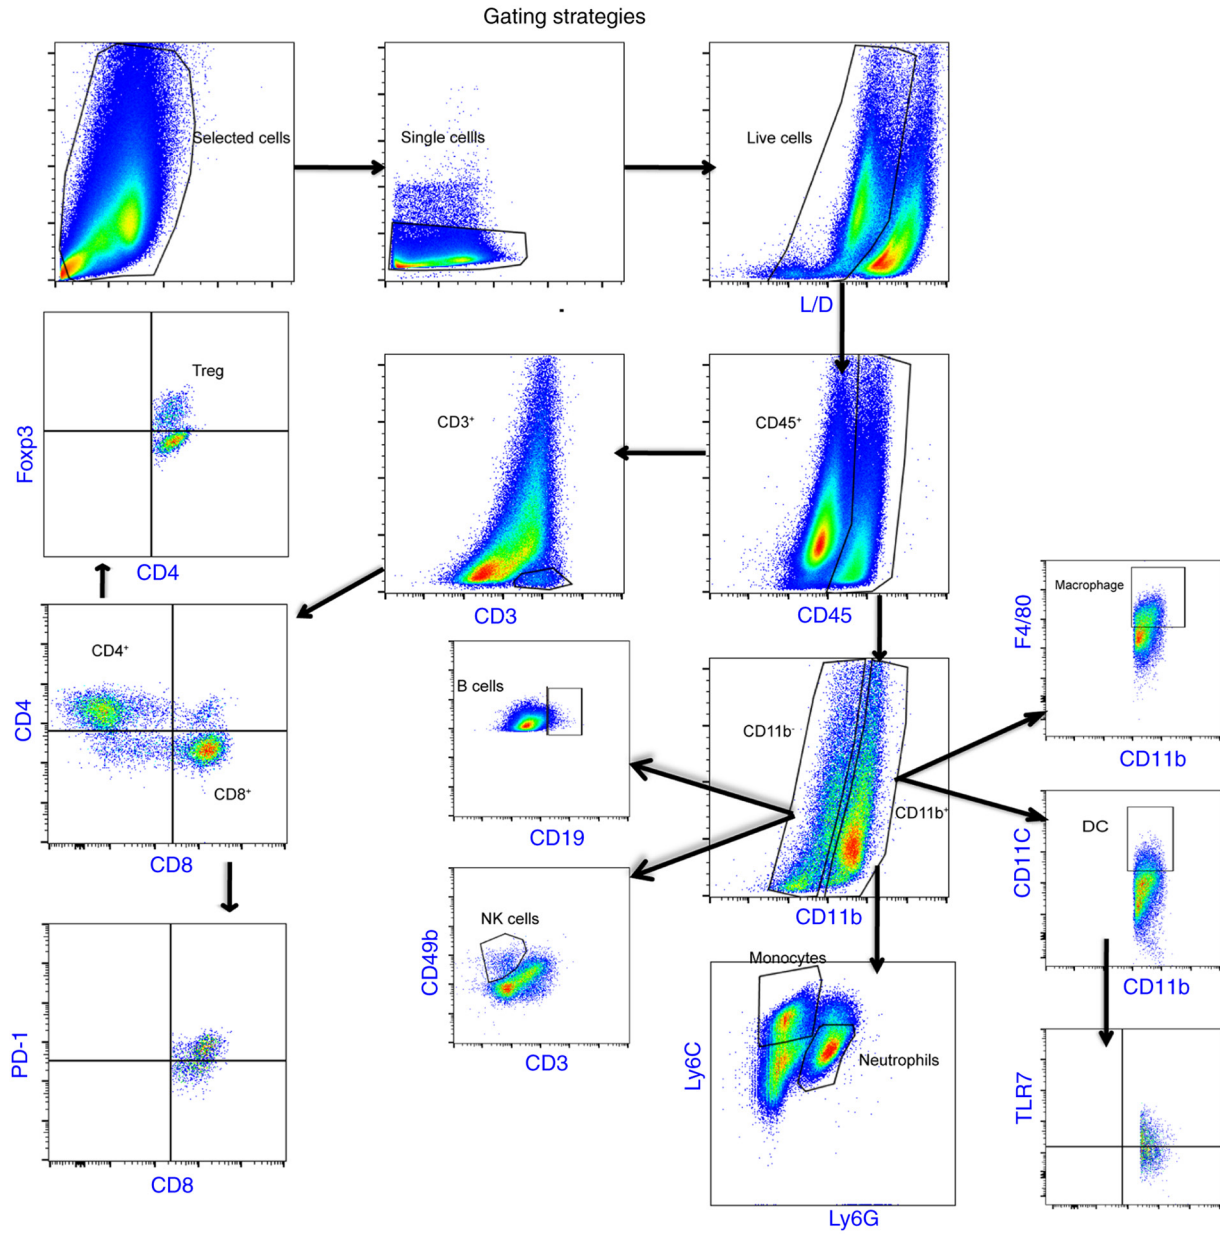 Gating strategies
Selected cells
Single cellls
Live cells
L/D
Treg
Foxp3
CD4
CD3⁺
CD3
CD45⁺
CD45
CD4⁺
CD8⁺
CD4
CD8
B cells
CD19
CD11b⁻
CD11b⁺
CD11b
Macrophage
F4/80
CD11b
DC
CD11C
CD11b
NK cells
CD49b
CD3
PD-1
CD8
Monocytes
Neutrophils
Ly6C
Ly6G
TLR7